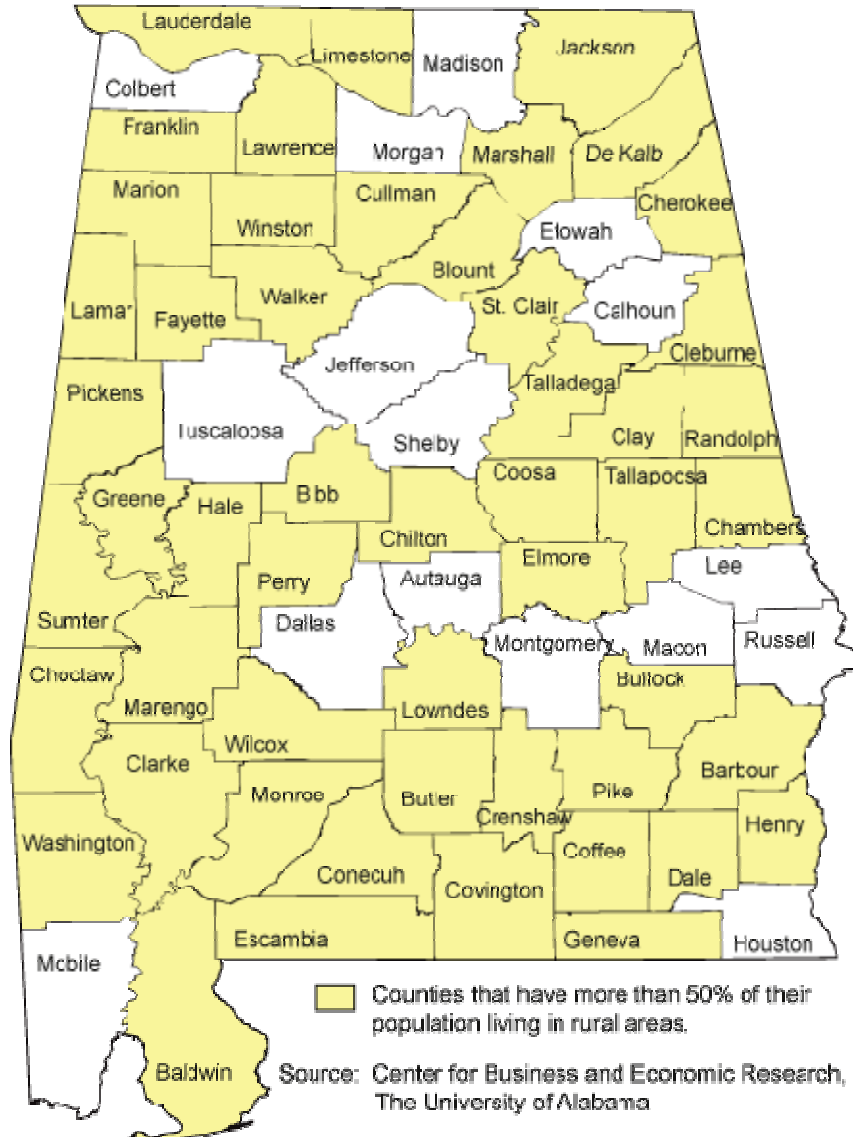 Lauderdale
Limestone
Madison
Jackson
Colbert
Franklin
Lawrence
Morgan
Marshall
De Kalb
Marion
Winston
Cullman
Cherokee
Etowah
Blount
Lamar
Fayette
Walker
St. Clair
Calhoun
Jefferson
Cleburne
Pickens
Talladega
Tuscaloosa
Shelby
Clay
Randolph
Greene
Hale
Bibb
Coosa
Tallapoosa
Chilton
Chambers
Perry
Autauga
Elmore
Lee
Sumter
Dallas
Montgomery
Macon
Russell
Choctaw
Marengo
Lowndes
Bullock
Wilcox
Clarke
Monroe
Butler
Crenshaw
Pike
Barbour
Washington
Conecuh
Covington
Coffee
Dale
Henry
Mobile
Escambia
Geneva
Houston
Baldwin
Counties that have more than 50% of their
population living in rural areas.
Source: Center for Business and Economic Research,
The University of Alabama